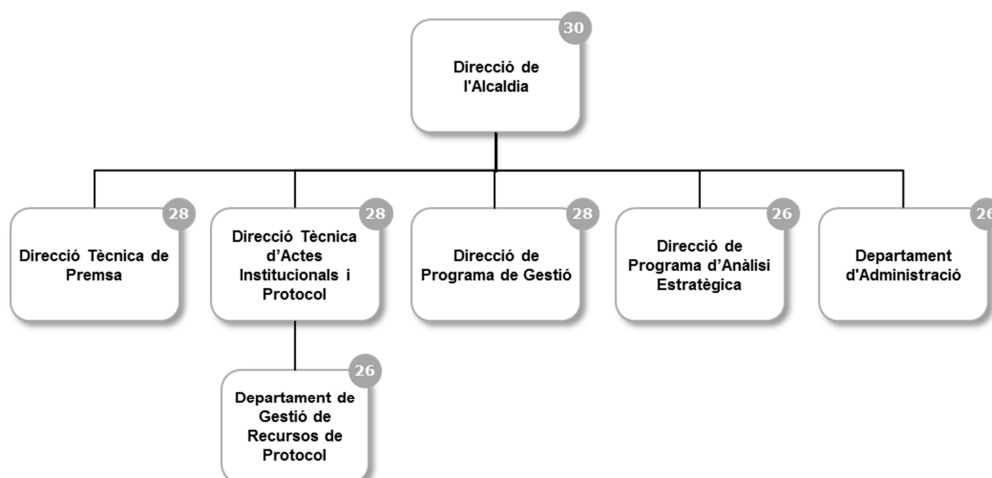 30
Direcció de
l'Alcaldia
28
Direcció Tècnica de
Premsa
28
Direcció Tècnica
d’Actes
Institucionals i
Protocol
28
Direcció de
Programa de Gestió
26
Direcció de
Programa d’Anàlisi
Estratègica
26
Departament
d'Administració
26
Departament de
Gestió de
Recursos de
Protocol